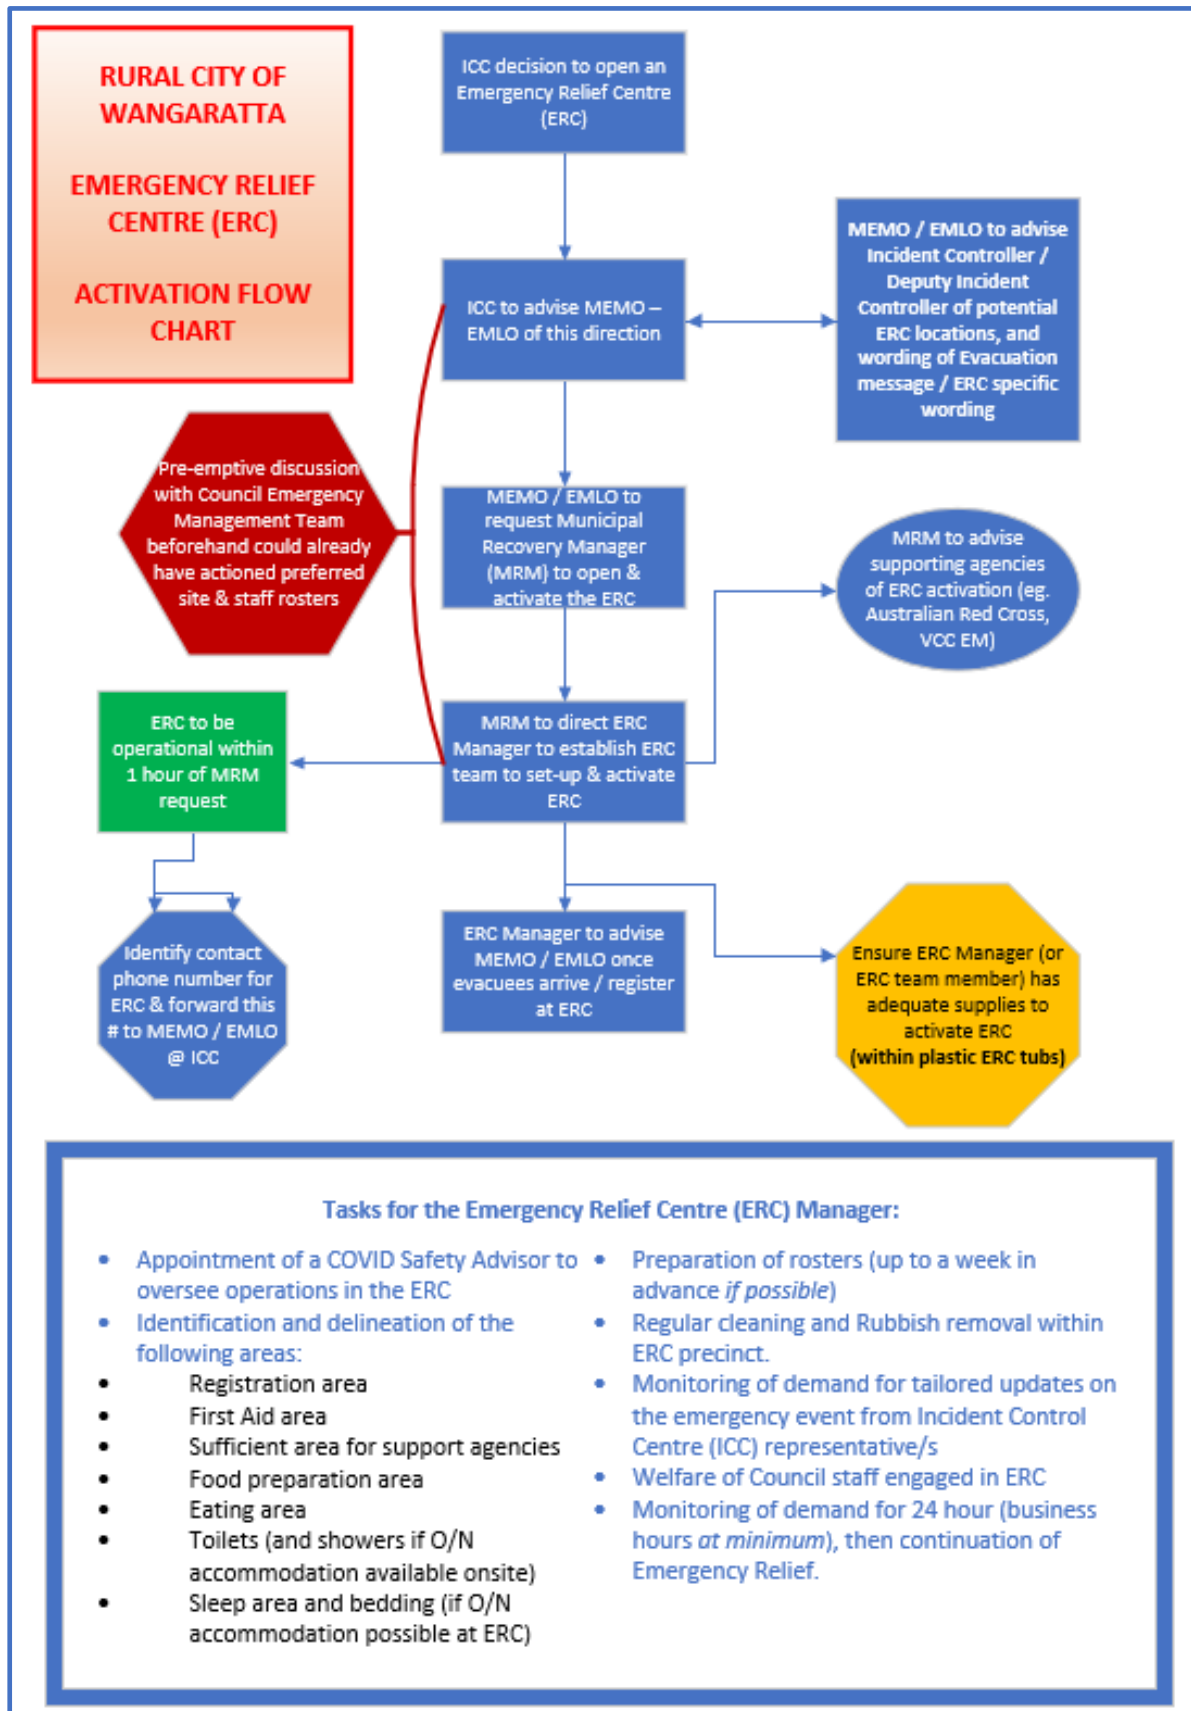 RURAL CITY OF
WANGARATTA
EMERGENCY RELIEF
CENTRE (ERC)
ACTIVATION FLOW
CHART
ICC decision to open an
Emergency Relief Centre
(ERC)
ICC to advise MEMO –
EMLO of this direction
MEMO / EMLO to advise
Incident Controller /
Deputy Incident
Controller of potential
ERC locations, and
wording of Evacuation
message / ERC specific
wording
Pre-emptive discussion
with Council Emergency
Management Team
beforehand could already
have actioned preferred
site & staff rosters
MEMO / EMLO to
request Municipal
Recovery Manager
(MRM) to open &
activate the ERC
MRM to advise
supporting agencies
of ERC activation (eg.
Australian Red Cross,
VCC EM)
ERC to be
operational within
1 hour of MRM
request
MRM to direct ERC
Manager to establish ERC
team to set-up & activate
ERC
Identify contact
phone number for
ERC & forward this
# to MEMO / EMLO
@ ICC
ERC Manager to advise
MEMO / EMLO once
evacuees arrive / register
at ERC
Ensure ERC Manager (or
ERC team member) has
adequate supplies to
activate ERC
(within plastic ERC tubs)
Tasks for the Emergency Relief Centre (ERC) Manager:
• Appointment of a COVID Safety Advisor to
oversee operations in the ERC
• Identification and delineation of the
following areas:
• Registration area
• First Aid area
• Sufficient area for support agencies
• Food preparation area
• Eating area
• Toilets (and showers if O/N
accommodation available onsite)
• Sleep area and bedding (if O/N
accommodation possible at ERC)
• Preparation of rosters (up to a week in
advance if possible)
• Regular cleaning and Rubbish removal within
ERC precinct.
• Monitoring of demand for tailored updates on
the emergency event from Incident Control
Centre (ICC) representative/s
• Welfare of Council staff engaged in ERC
• Monitoring of demand for 24 hour (business
hours at minimum), then continuation of
Emergency Relief.